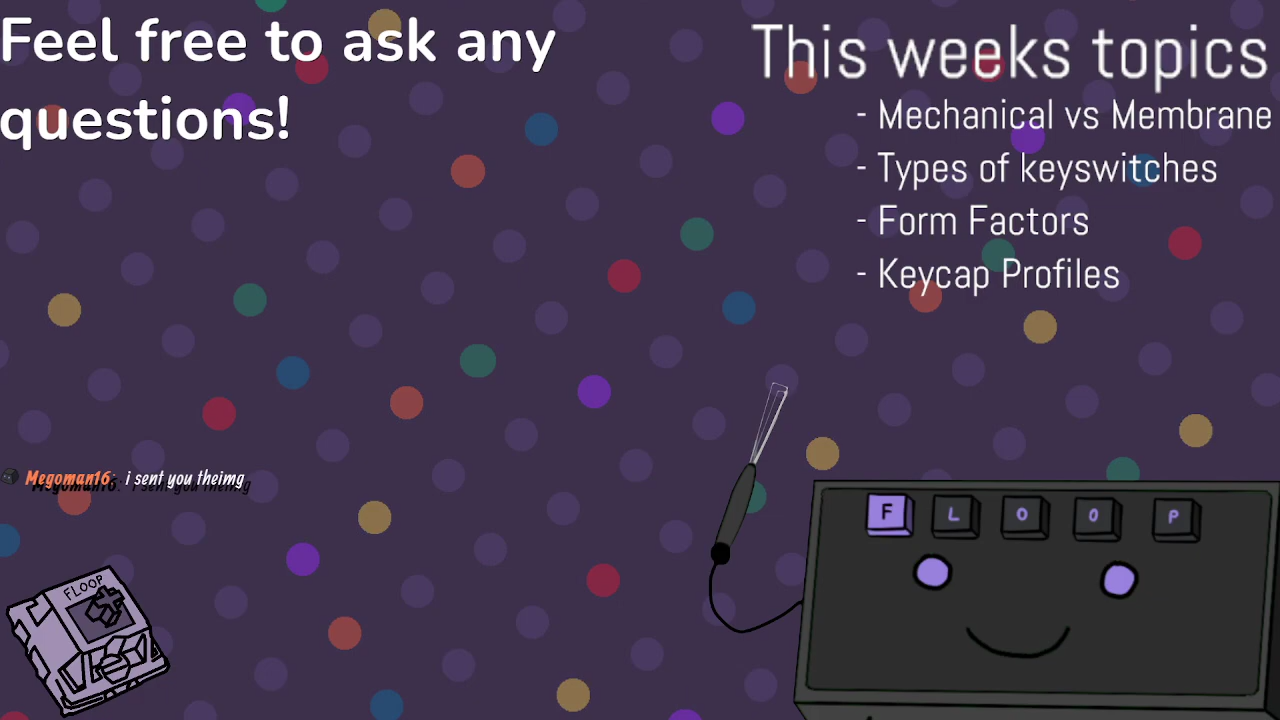 Feel free to ask any
questions!
This weeks topics
- Mechanical vs Membrane
- Types of keyswitches
- Form Factors
- Keycap Profiles
Megoman16: i sent you theimg
FLOOP
F L O O P